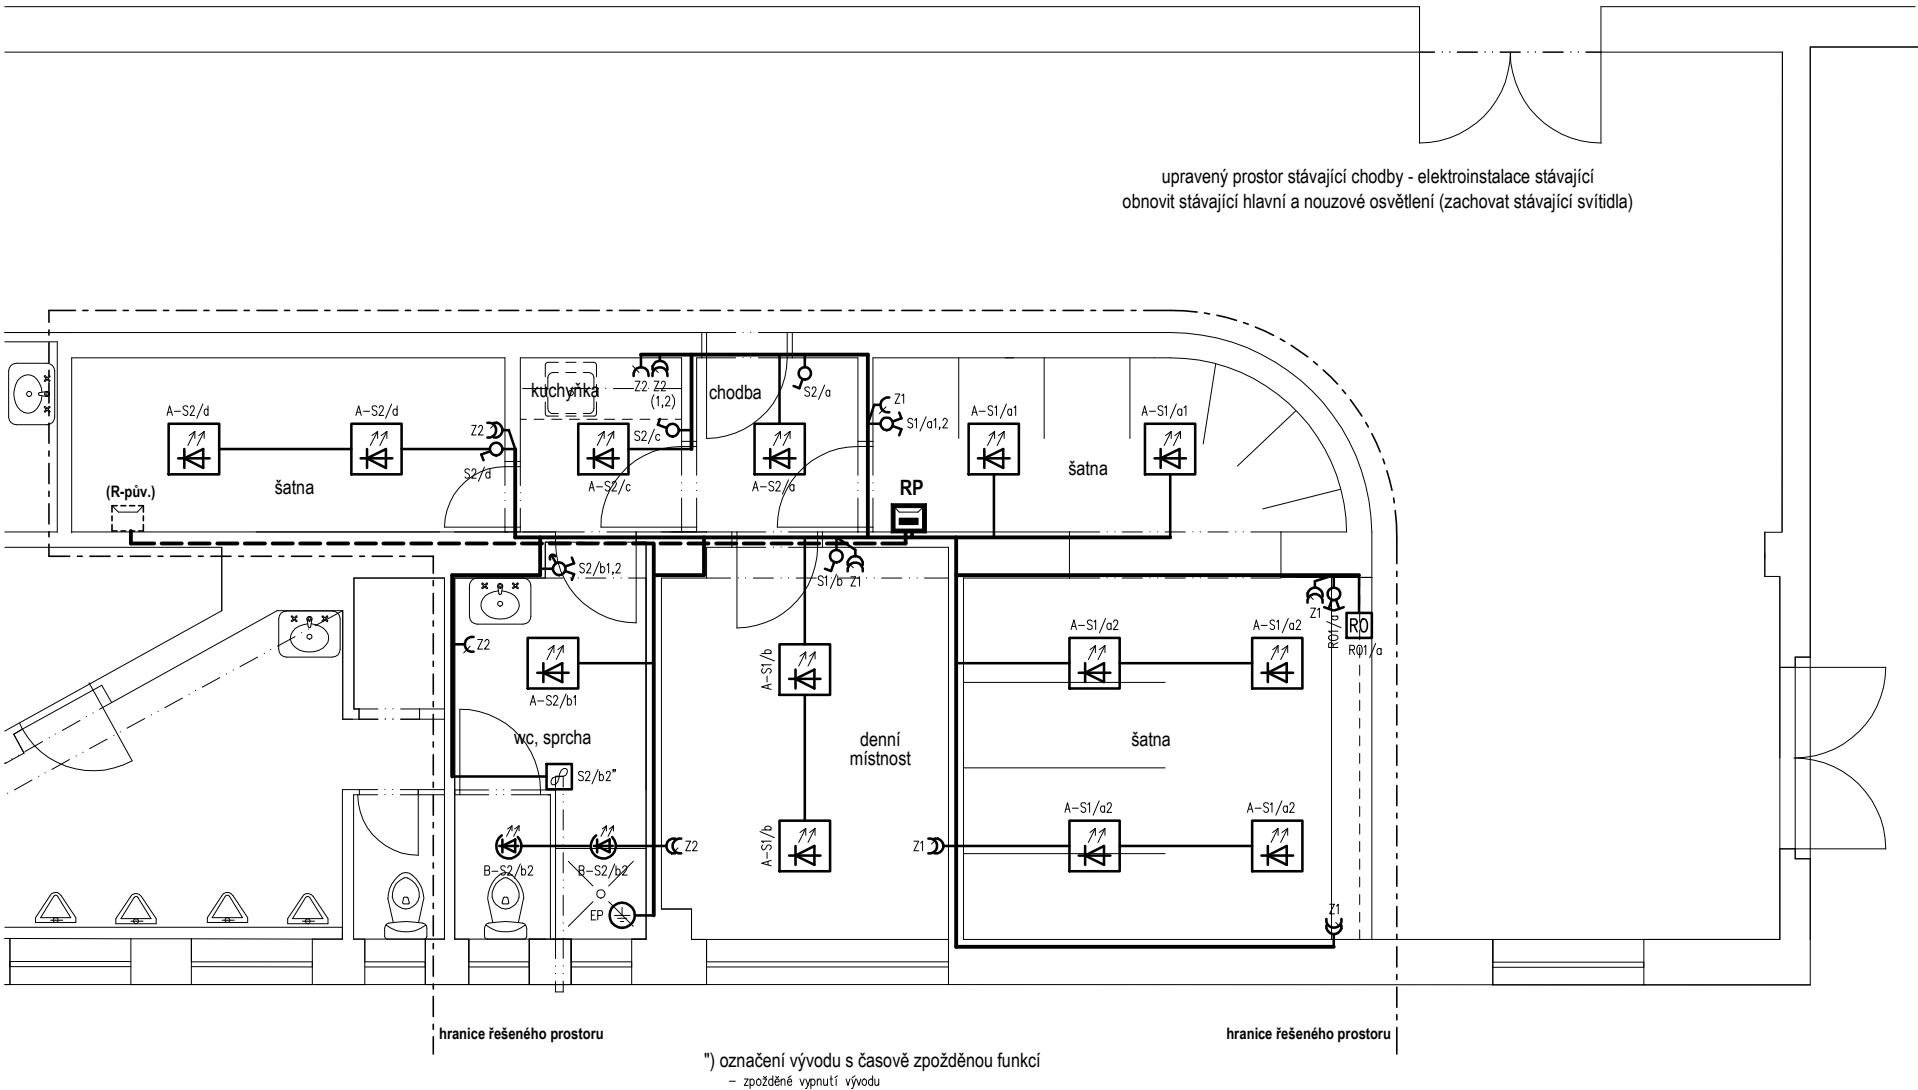 upravený prostor stávající chodby - elektroinstalace stávající
obnovit stávající hlavní a nouzové osvětlení (zachovat stávající svítidla)
kuchyňka
Z2 Z2
(1,2)
chodba
S2/a
Z1
S1/a1,2
A-S2/d
A-S2/d
Z2
S2/d
S2/c
A-S2/c
A-S2/a
A-S1/a1
A-S1/a1
šatna
šatna
(R-pův.)
RP
S2/b1,2
S1/b
Z1
Z2
A-S2/b1
wc, sprcha
S2/b2"
B-S2/b2
B-S2/b2
EP
Z2
A-S1/b
A-S1/b
denní
místnost
Z1
A-S1/a2
A-S1/a2
Z1
R01/a
RO
R01/a
šatna
A-S1/a2
A-S1/a2
Z1
hranice řešeného prostoru
hranice řešeného prostoru
") označení vývodu s časově zpožděnou funkcí
- zpožděné vypnutí vývodu